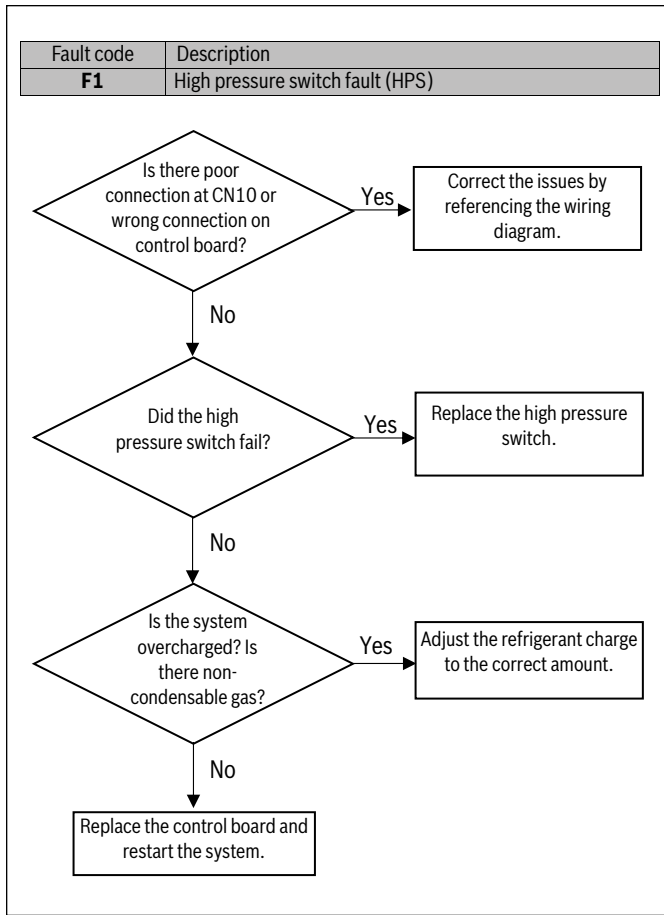 Fault code Description
F1 High pressure switch fault (HPS)
Is there poor
connection at CN10 or
wrong connection on
control board?
Yes
Correct the issues by
referencing the wiring
diagram.
No
Did the high
pressure switch fail?
Yes
Replace the high pressure
switch.
No
Is the system
overcharged? Is
there non-
condensable gas?
Yes
Adjust the refrigerant charge
to the correct amount.
No
Replace the control board and
restart the system.